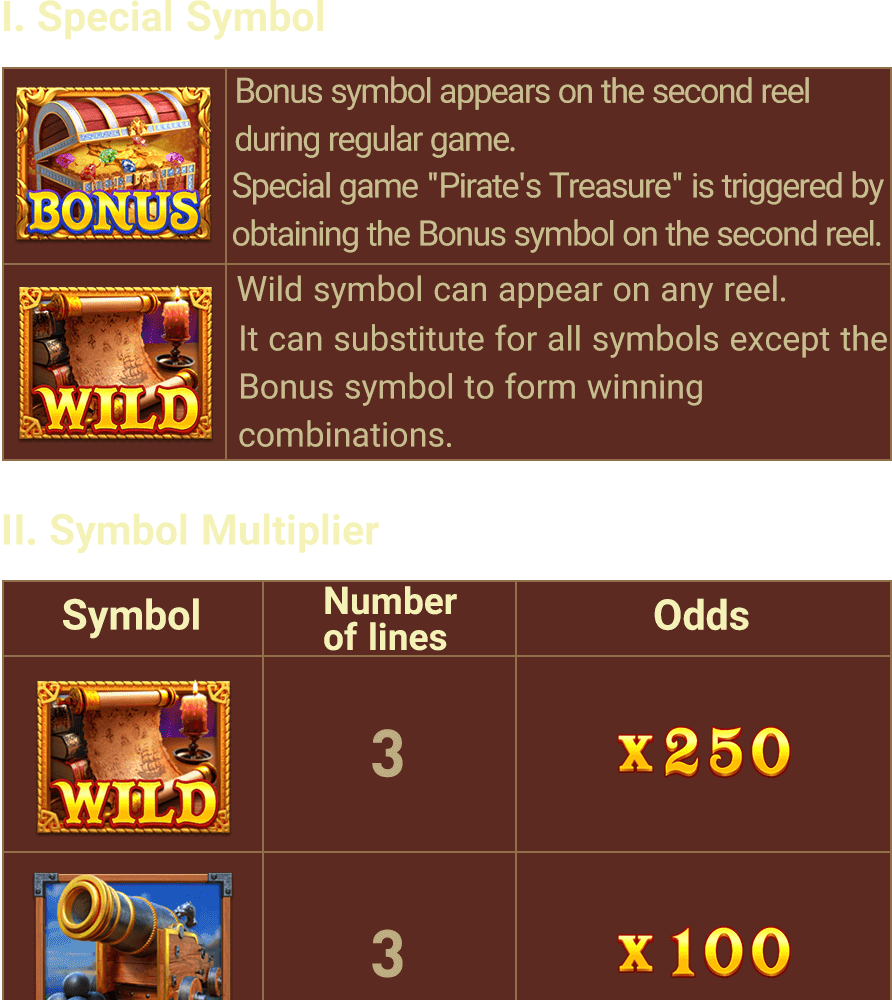 I. Special Symbol
Bonus symbol appears on the second reel
during regular game.
Special game "Pirate's Treasure" is triggered by
obtaining the Bonus symbol on the second reel.
BONUS
Wild symbol can appear on any reel.
It can substitute for all symbols except the
Bonus symbol to form winning
combinations.
WILD
II. Symbol Multiplier
Symbol
Number
of lines
Odds
WILD
3
x250
3
x100